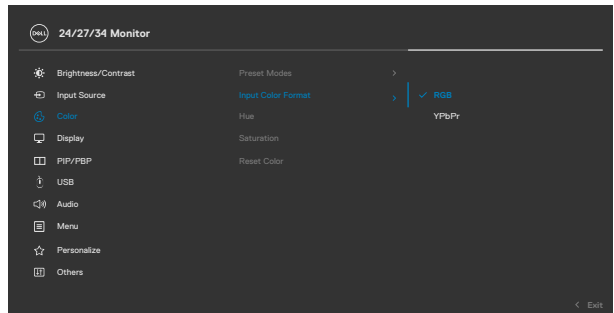 DELL 24/27/34 Monitor
Brightness/Contrast Preset Modes
Input Source Input Color Format RGB
Color Hue YPbPr
Display Saturation
PIP/PBP Reset Color
USB
Audio
Menu
Personalize
Others
Exit